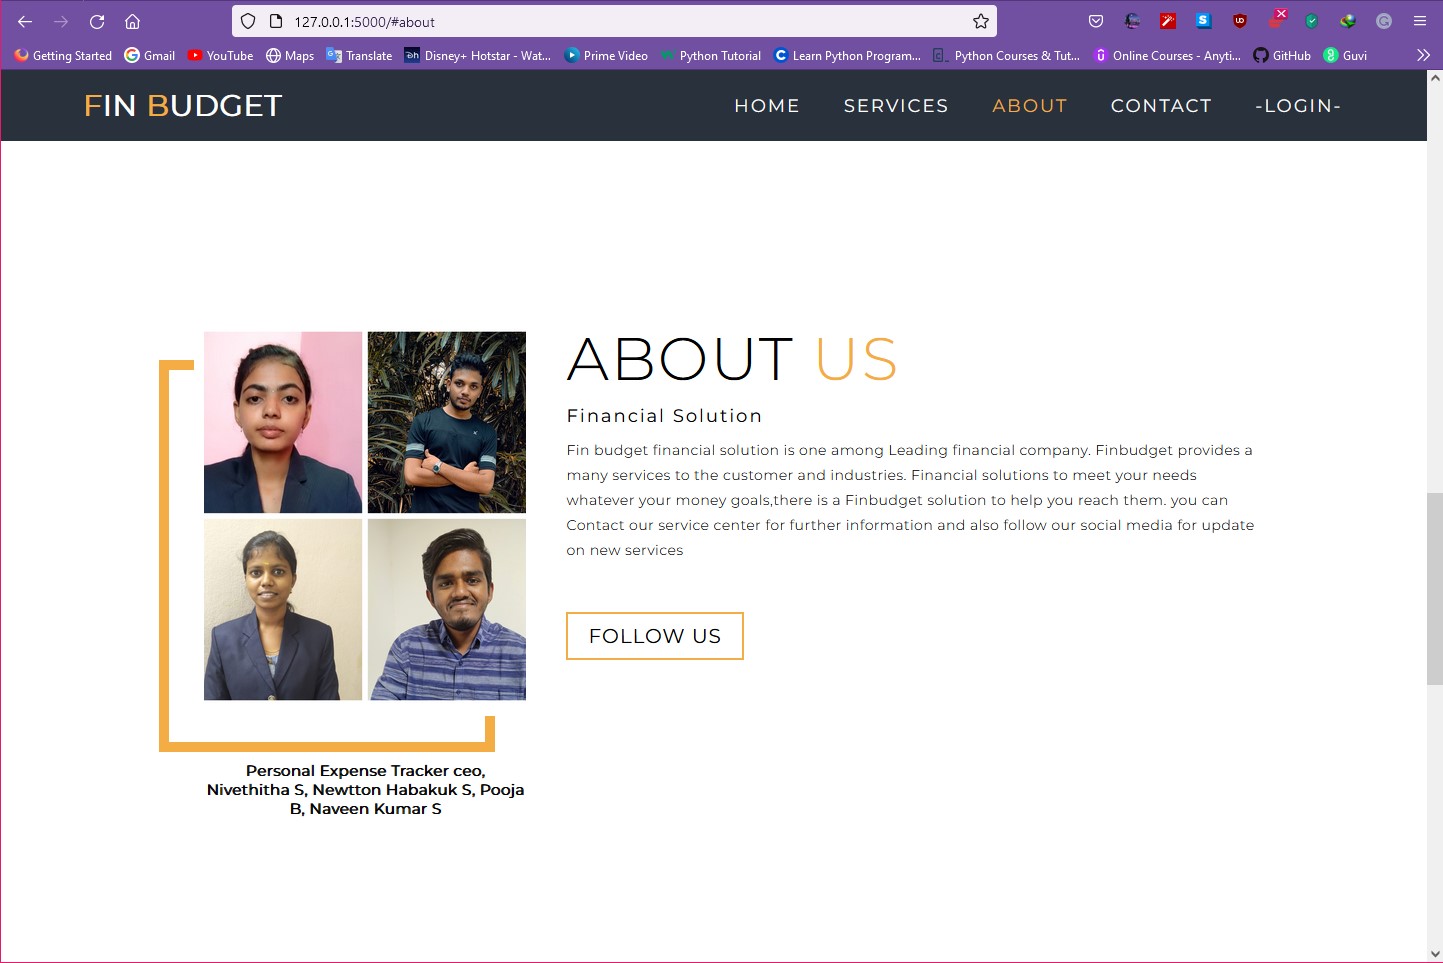 127.0.0.1:5000/#about
Getting Started Gmail YouTube Maps Translate Disney+ Hotstar - Wat... Prime Video Python Tutorial Learn Python Program... Python Courses & Tut... Online Courses - Anyti... GitHub Guvi
FIN BUDGET HOME SERVICES ABOUT CONTACT -LOGIN-
ABOUT US
Financial Solution
Fin budget financial solution is one among Leading financial company. Finbudget provides a
many services to the customer and industries. Financial solutions to meet your needs
whatever your money goals,there is a Finbudget solution to help you reach them. you can
Contact our service center for further information and also follow our social media for update
on new services
FOLLOW US
Personal Expense Tracker ceo,
Nivethitha S, Newtton Habakuk S, Pooja
B, Naveen Kumar S